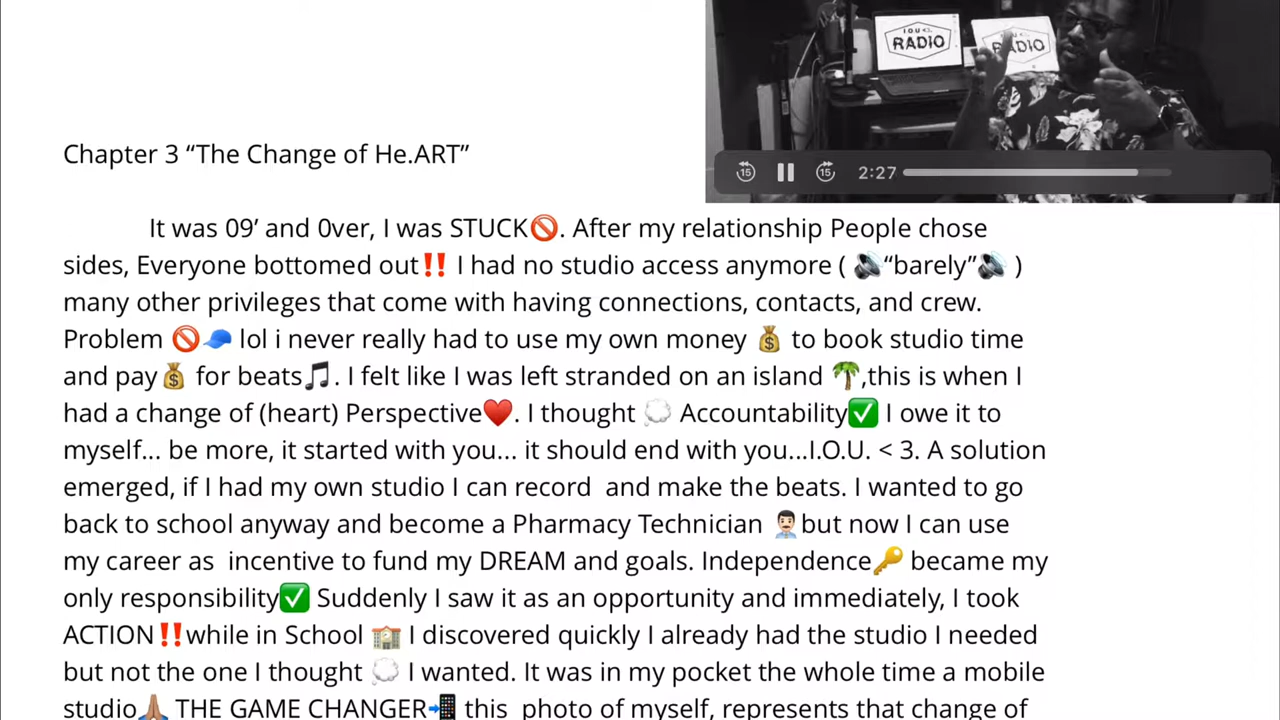 I.O.U <
RADIO
RADIO
15
15
2:27
Chapter 3 “The Change of He.ART”
It was 09’ and 0ver, I was STUCK🚫. After my relationship People chose
sides, Everyone bottomed out‼️ I had no studio access anymore ( 🔊“barely”🔊 )
many other privileges that come with having connections, contacts, and crew.
Problem 🚫🧢 lol i never really had to use my own money 💰 to book studio time
and pay💰 for beats🎵. I felt like I was left stranded on an island 🌴,this is when I
had a change of (heart) Perspective♥️. I thought 💭 Accountability✅ I owe it to
myself... be more, it started with you... it should end with you...I.O.U. < 3. A solution
emerged, if I had my own studio I can record  and make the beats. I wanted to go
back to school anyway and become a Pharmacy Technician 👨🏻‍💼but now I can use
my career as  incentive to fund my DREAM and goals. Independence🔑 became my
only responsibility✅ Suddenly I saw it as an opportunity and immediately, I took
ACTION‼️while in School 🏫 I discovered quickly I already had the studio I needed
but not the one I thought 💭 I wanted. It was in my pocket the whole time a mobile
studio🙏🏽 THE GAME CHANGER📲 this  photo of myself, represents that change of